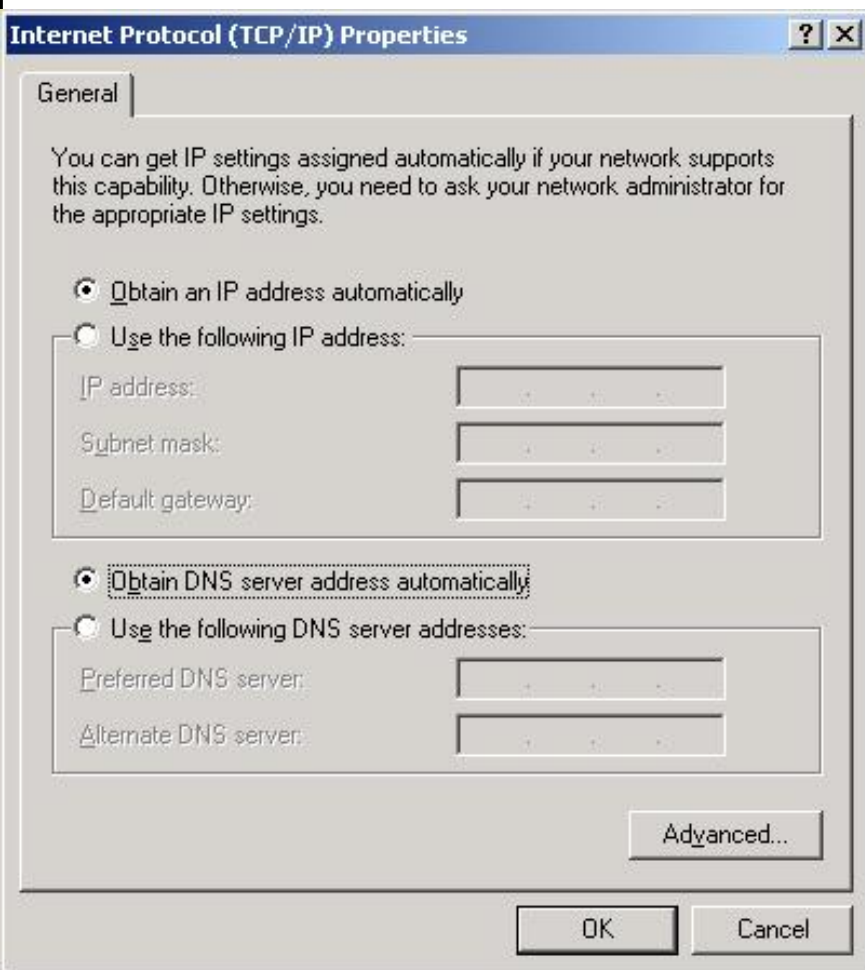 Internet Protocol (TCP/IP) Properties
General
You can get IP settings assigned automatically if your network supports
this capability. Otherwise, you need to ask your network administrator for
the appropriate IP settings.
Obtain an IP address automatically
Use the following IP address:
IP address:
Subnet mask:
Default gateway:
Obtain DNS server address automatically
Use the following DNS server addresses:
Preferred DNS server:
Alternate DNS server:
Advanced...
OK Cancel